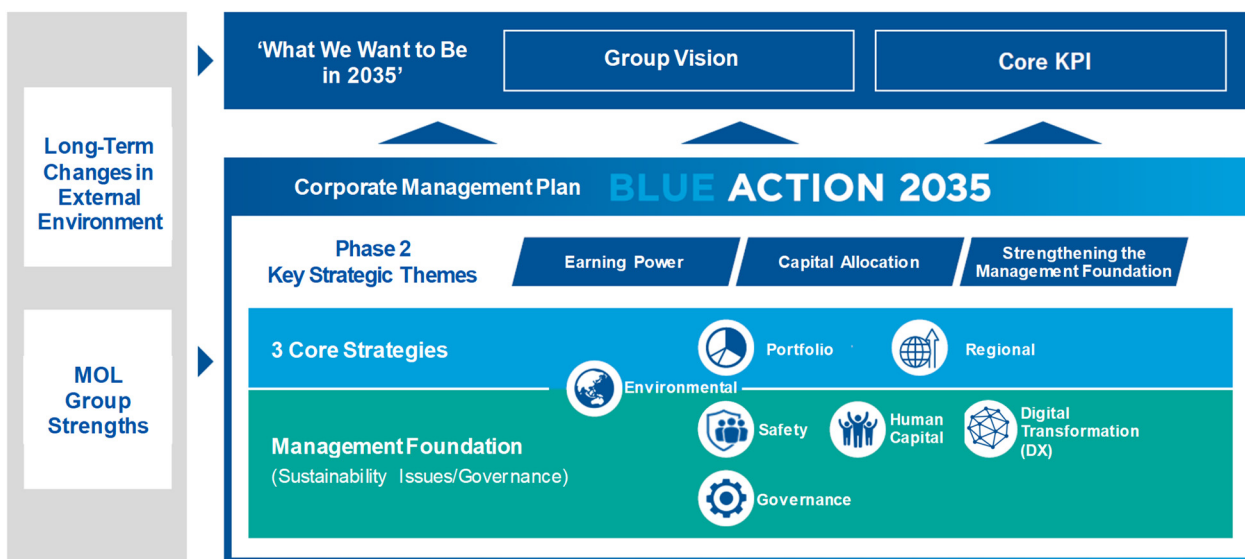 ‘What We Want to Be
in 2035’
Group Vision
Core KPI
Long-Term
Changes in
External
Environment
MOL
Group
Strengths
Corporate Management Plan BLUE ACTION 2035
Phase 2
Key Strategic Themes
Earning Power
Capital Allocation
Strengthening the
Management Foundation
3 Core Strategies
Portfolio
Regional
Environmental
Management Foundation
(Sustainability Issues/Governance)
Safety
Human
Capital
Digital
Transformation
(DX)
Governance